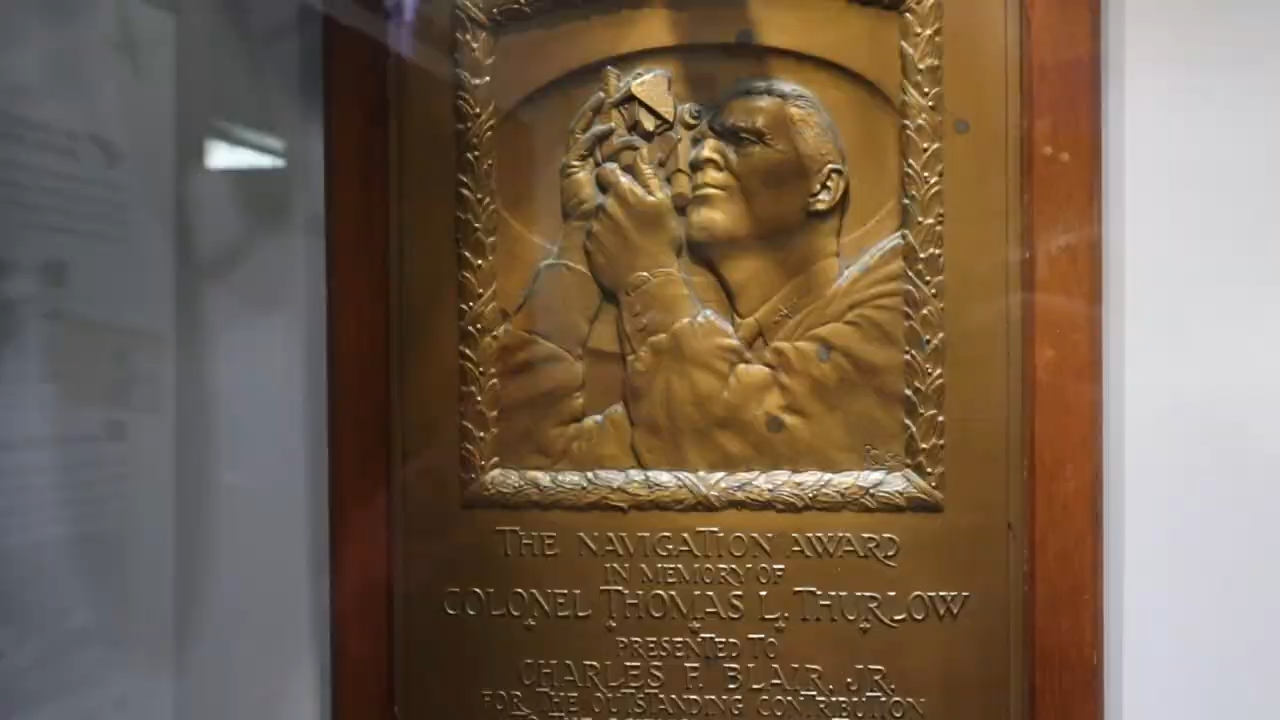 THE NAVIGATION AWARD
IN MEMORY OF
COLONEL THOMAS L. THURLOW
PRESENTED TO
CHARLES F. BLAIR, JR.
FOR THE OUTSTANDING CONTRIBUTION